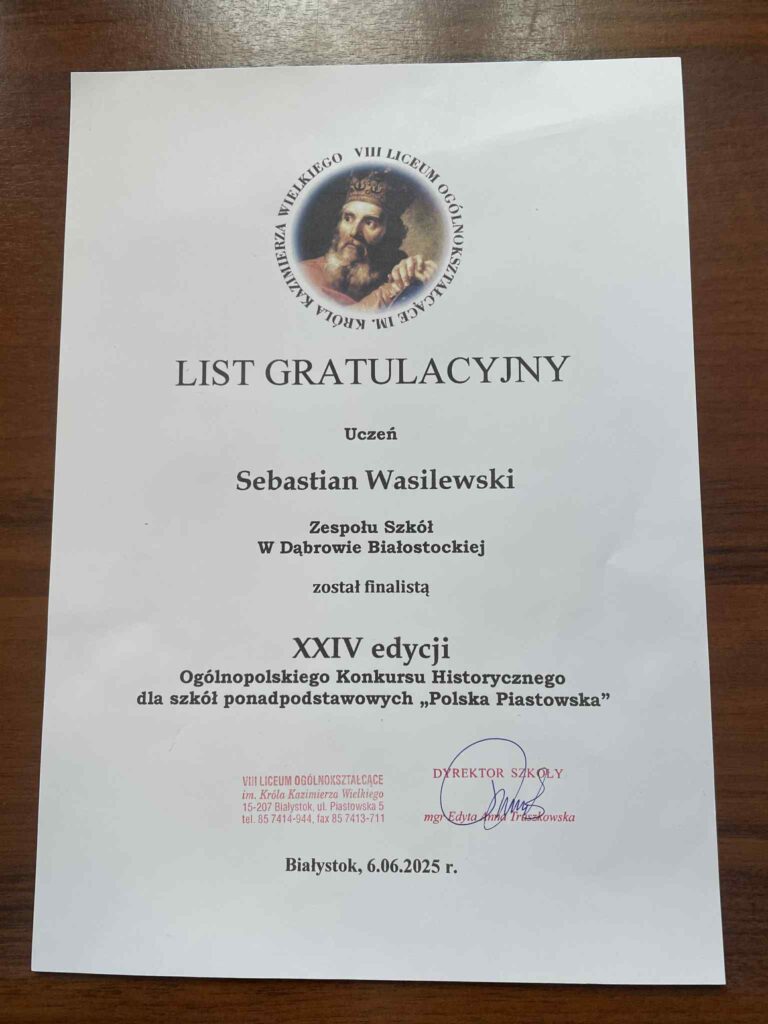 VIII LICEUM OGÓLNOKSZTAŁCĄCE IM. KRÓLA KAZIMIERZA WIELKIEGO
LIST GRATULACYJNY
Uczeń
Sebastian Wasilewski
Zespołu Szkół
W Dąbrowie Białostockiej
został finalistą
XXIV edycji
Ogólnopolskiego Konkursu Historycznego
dla szkół ponadpodstawowych „Polska Piastowska”
VIII LICEUM OGÓLNOKSZTAŁCĄCE
im. Króla Kazimierza Wielkiego
15-207 Białystok, ul. Piastowska 5
tel. 85 7414-944, fax 85 7413-711
DYREKTOR SZKOŁY
mgr Edyta Anna Truszkowska
Białystok, 6.06.2025 r.